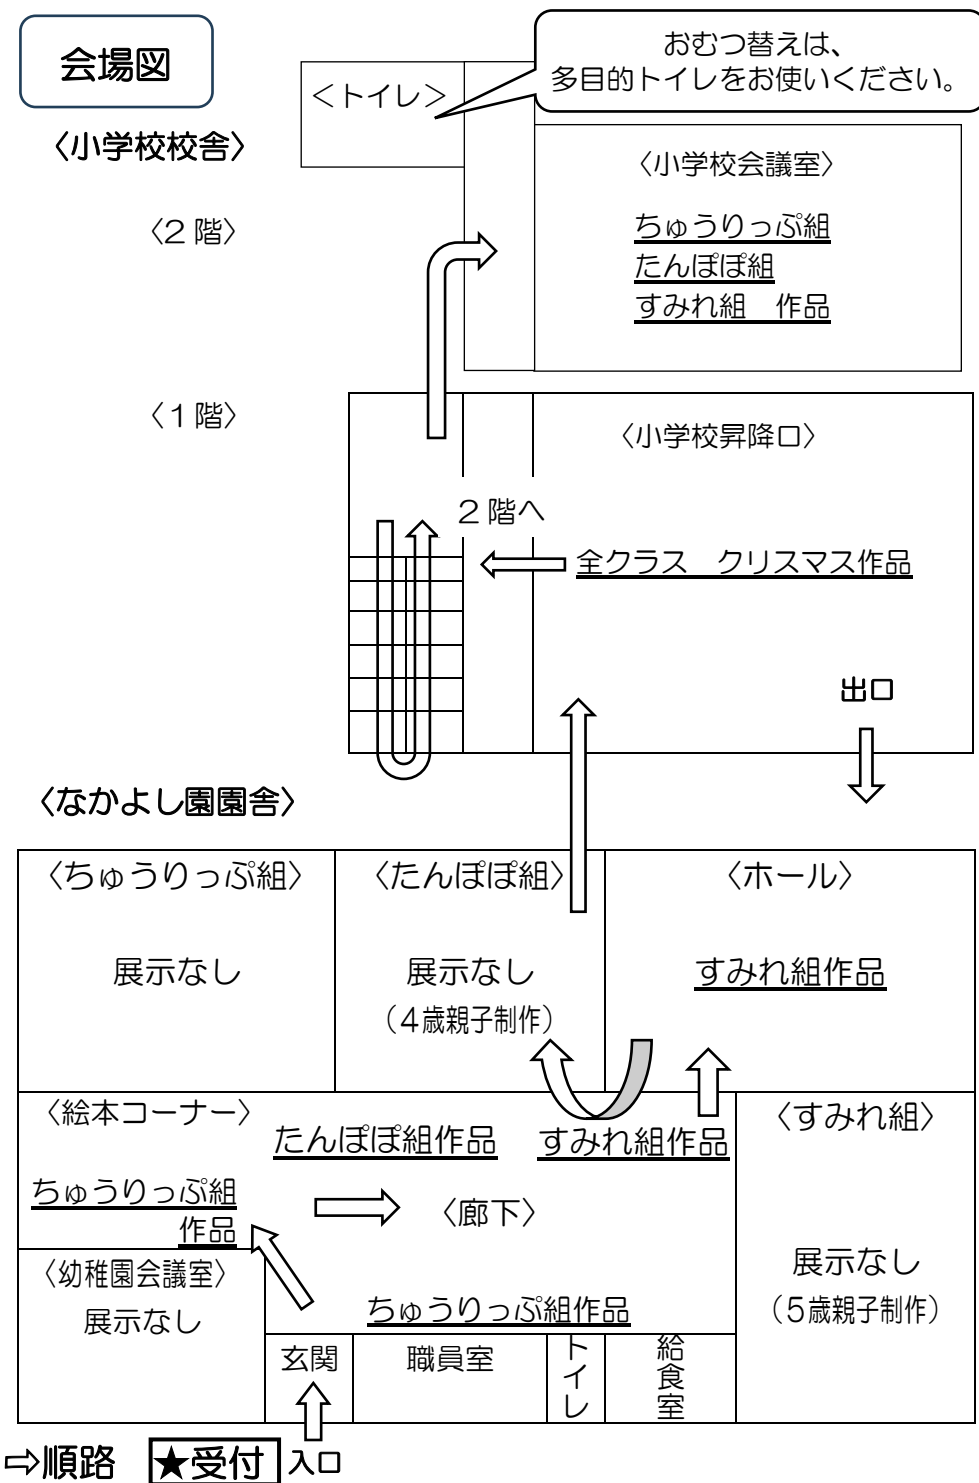 会場図
おむつ替えは、
多目的トイレをお使いください。
＜トイレ＞
〈小学校校舎〉
〈小学校会議室〉
〈２階〉
ちゅうりっぷ組
たんぽぽ組
すみれ組　作品
〈１階〉
〈小学校昇降口〉
２階へ
全クラス　クリスマス作品
出口
〈なかよし園園舎〉
〈ちゅうりっぷ組〉
展示なし
〈たんぽぽ組〉
展示なし
（４歳親子制作）
〈ホール〉
すみれ組作品
〈絵本コーナー〉
たんぽぽ組作品
すみれ組作品
〈すみれ組〉
ちゅうりっぷ組
作品
〈廊下〉
〈幼稚園会議室〉
展示なし
展示なし
（５歳親子制作）
ちゅうりっぷ組作品
玄関
職員室
トイレ
給食室
⇨順路
★受付
入口